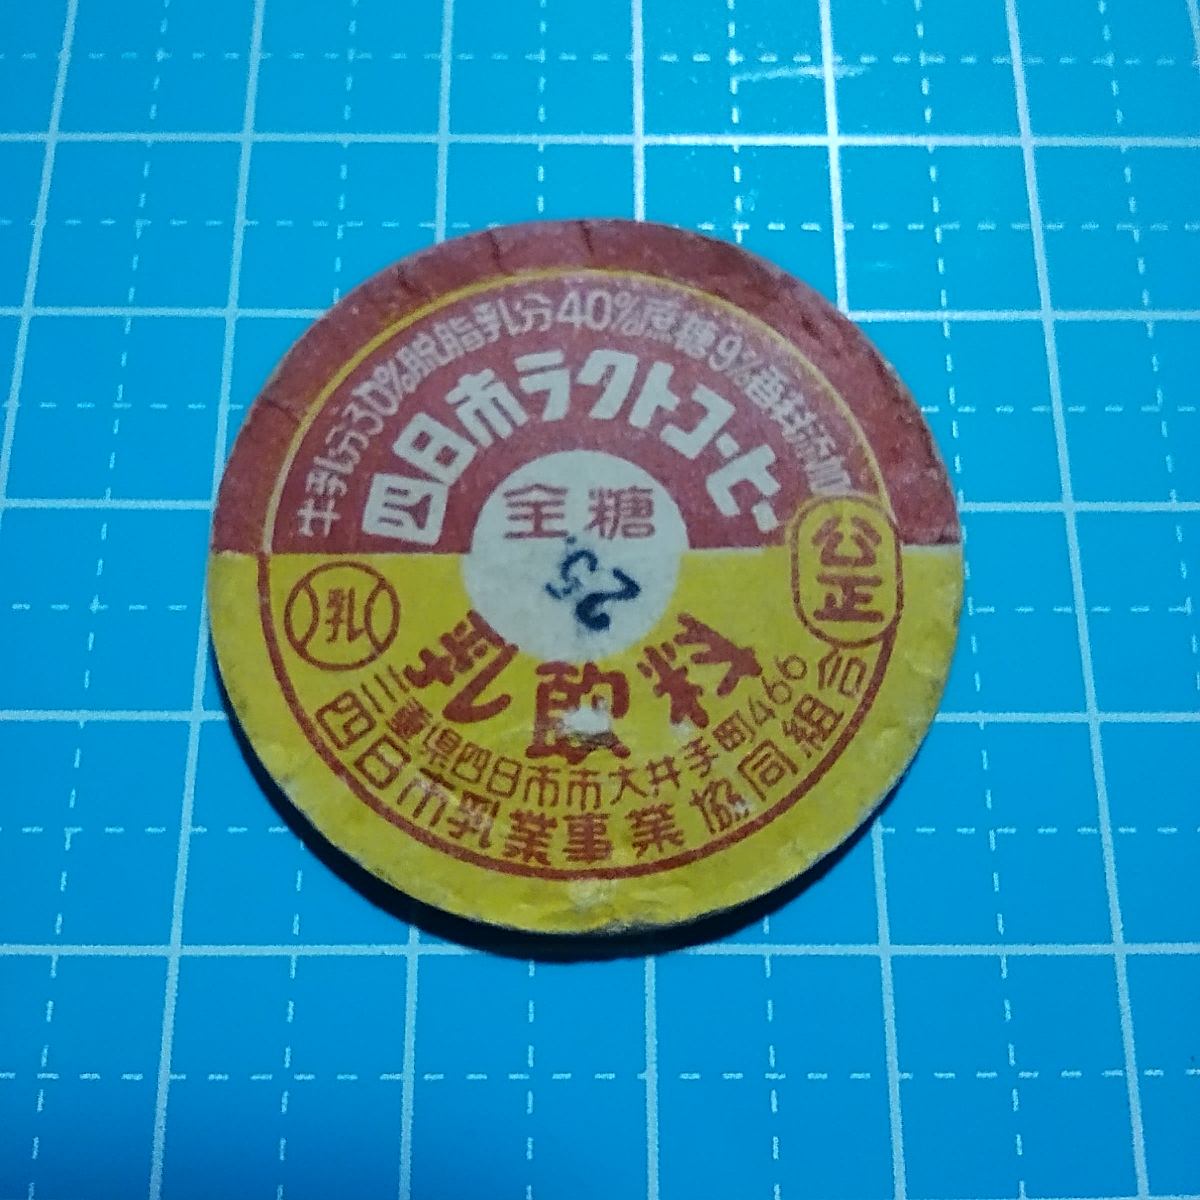 牛乳分30%脱脂乳分40%蔗糖9%香料添加
四日市ラクトコーヒー
全糖
25
公正
乳
乳飲料
三重県四日市市大井手町466
四日市乳業事業協同組合